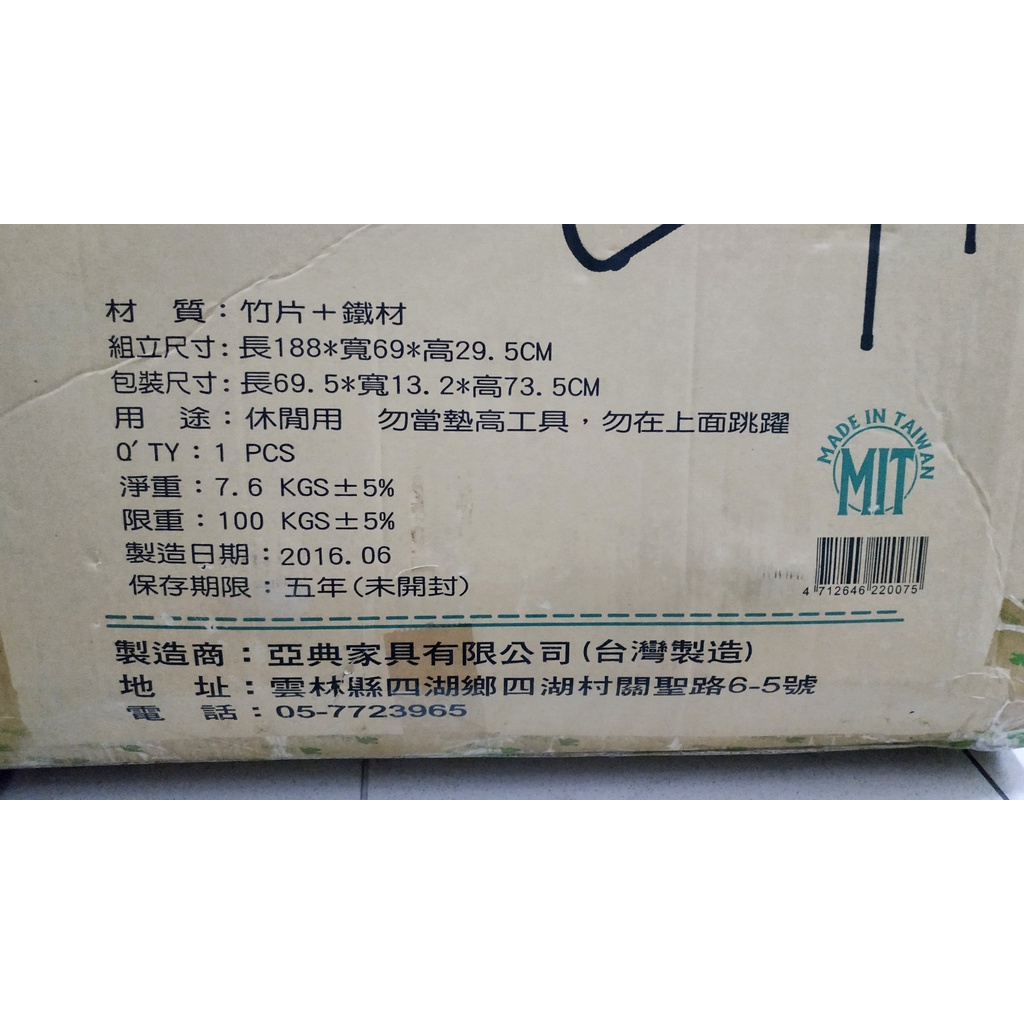 材　質：竹片＋鐵材
組立尺寸：長188*寬69*高29.5CM
包裝尺寸：長69.5*寬13.2*高73.5CM
用　途：休閒用　勿當墊高工具，勿在上面跳躍
Q'TY：1 PCS
淨重：7.6 KGS±5%
限重：100 KGS±5%
製造日期：2016.06
保存期限：五年(未開封)
MADE IN TAIWAN
MIT
4 712646 220075
製造商：亞典家具有限公司(台灣製造)
地　址：雲林縣四湖鄉四湖村關聖路6-5號
電　話：05-7723965